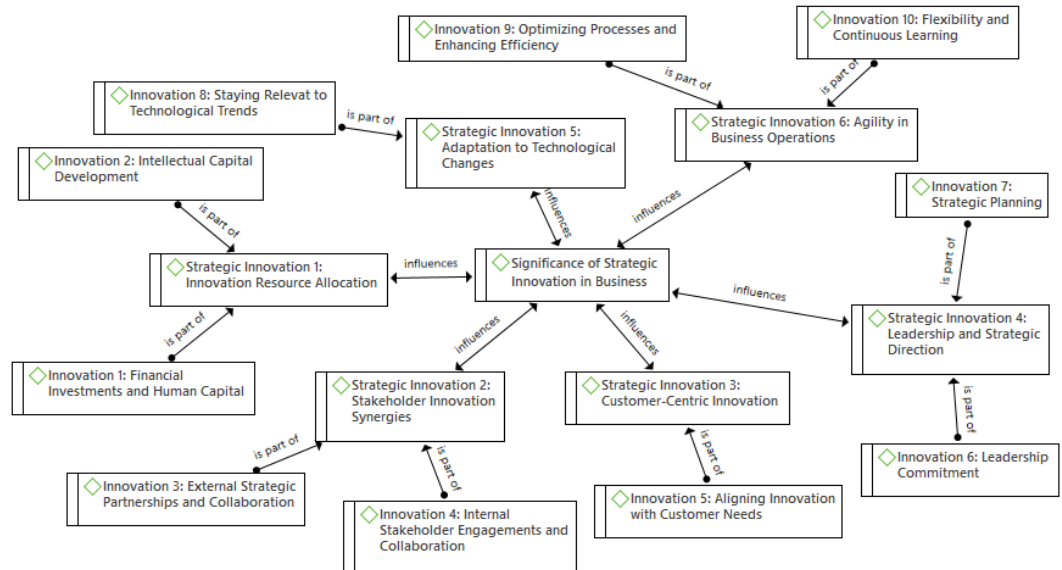 Innovation 9: Optimizing Processes and
Enhancing Efficiency
Innovation 10: Flexibility and
Continuous Learning
is part of
is part of
Innovation 8: Staying Relevat to
Technological Trends
is part of
Strategic Innovation 5:
Adaptation to Technological
Changes
Strategic Innovation 6: Agility in
Business Operations
Innovation 2: Intellectual Capital
Development
Innovation 7:
Strategic Planning
is part of
influences
influences
is part of
Strategic Innovation 1:
Innovation Resource Allocation
influences
Significance of Strategic
Innovation in Business
influences
Strategic Innovation 4:
Leadership and Strategic
Direction
is part of
influences
influences
Innovation 1: Financial
Investments and Human Capital
Strategic Innovation 2:
Stakeholder Innovation
Synergies
Strategic Innovation 3:
Customer-Centric Innovation
is part of
is part of
is part of
is part of
Innovation 6: Leadership
Commitment
Innovation 3: External Strategic
Partnerships and Collaboration
Innovation 4: Internal
Stakeholder Engagements and
Collaboration
Innovation 5: Aligning Innovation
with Customer Needs